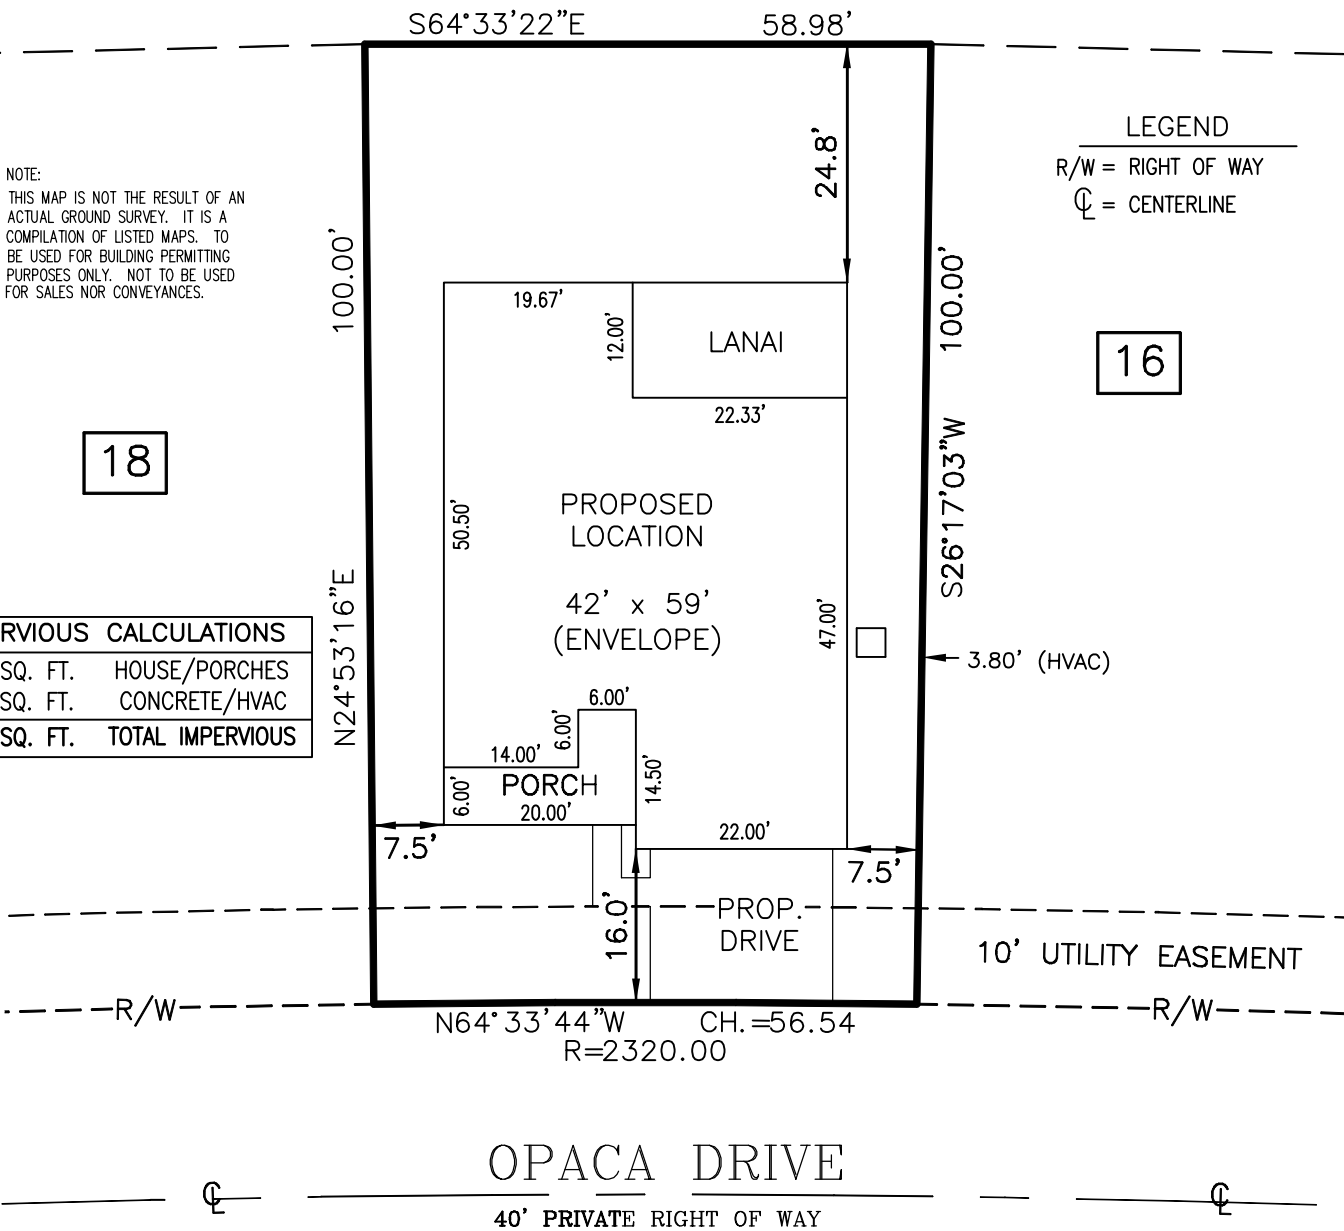 S64°33'22"E 58.98'
LEGEND
R/W = RIGHT OF WAY
℄ = CENTERLINE
NOTE:
THIS MAP IS NOT THE RESULT OF AN
ACTUAL GROUND SURVEY. IT IS A
COMPILATION OF LISTED MAPS. TO
BE USED FOR BUILDING PERMITTING
PURPOSES ONLY. NOT TO BE USED
FOR SALES NOR CONVEYANCES.
24.8'
100.00'
100.00'
19.67'
12.00'
LANAI
22.33'
16
18
S26°17'03"W
50.50'
PROPOSED
LOCATION
42' x 59'
(ENVELOPE)
47.00'
3.80' (HVAC)
N24°53'16"E
RVIOUS CALCULATIONS
SQ. FT. HOUSE/PORCHES
SQ. FT. CONCRETE/HVAC
SQ. FT. TOTAL IMPERVIOUS
6.00'
6.00'
14.00'
14.50'
6.00'
PORCH
20.00'
22.00'
7.5'
7.5'
16.0'
PROP.
DRIVE
10' UTILITY EASEMENT
R/W
R/W
N64°33'44"W CH.=56.54
R=2320.00
OPACA DRIVE
℄
℄
40' PRIVATE RIGHT OF WAY